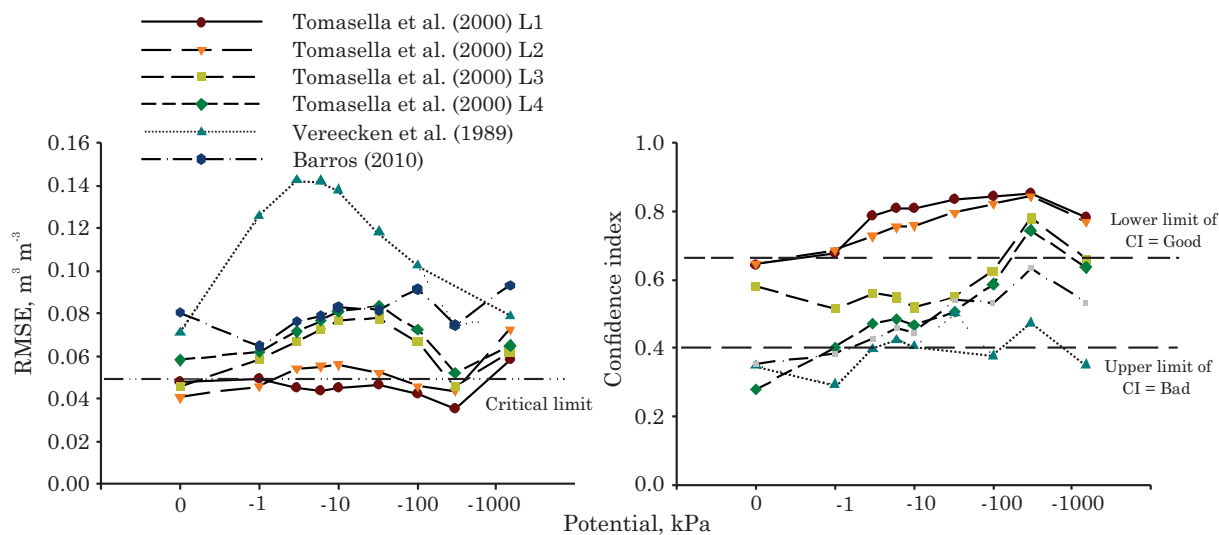 Tomasella et al. (2000) L1
Tomasella et al. (2000) L2
Tomasella et al. (2000) L3
Tomasella et al. (2000) L4
Vereecken et al. (1989)
Barros (2010)
RMSE, m³ m⁻³
0.16
0.14
0.12
0.10
0.08
0.06
0.04
0.02
0.00
Critical limit
0 -1 -10 -100 -1000
Confidence index
1.0
0.8
0.6
0.4
0.2
0.0
Lower limit of
CI = Good
Upper limit of
CI = Bad
0 -1 -10 -100 -1000
Potential, kPa